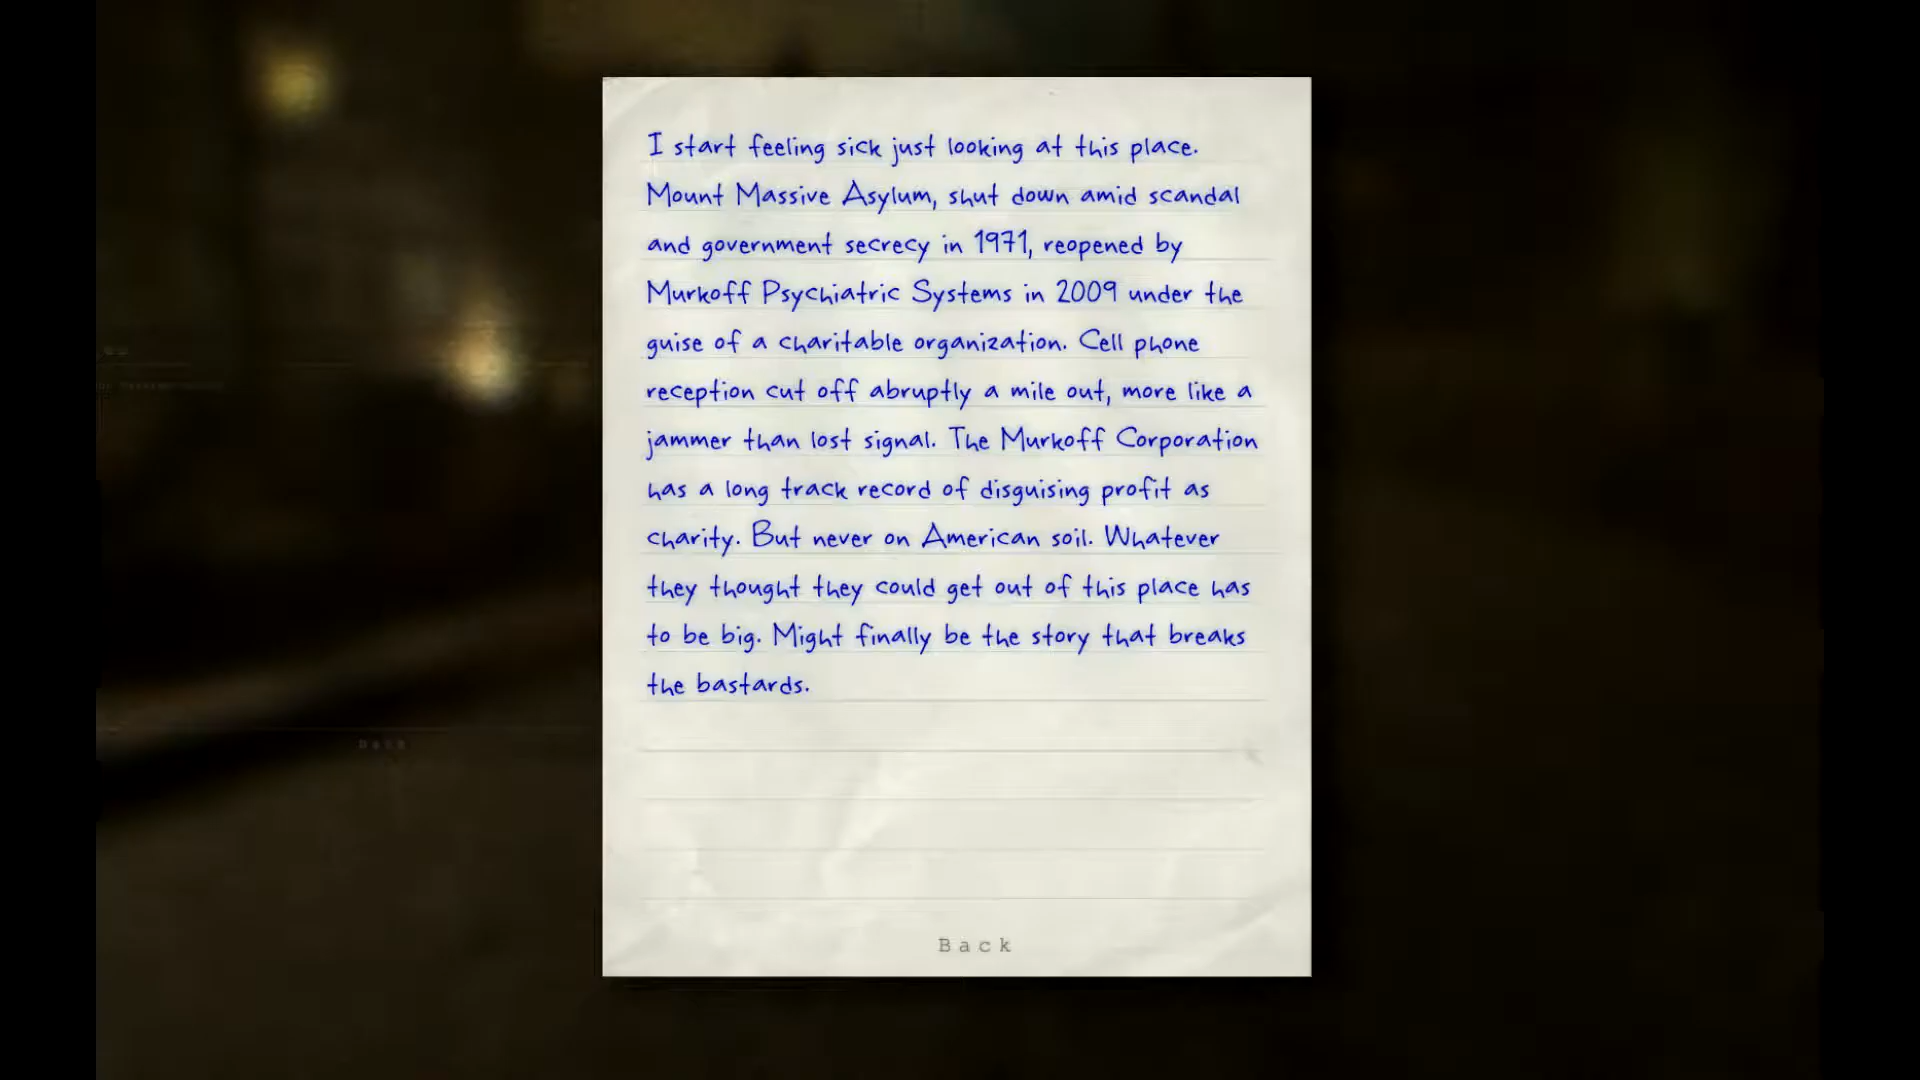 I start feeling sick just looking at this place.
Mount Massive Asylum, shut down amid scandal
and government secrecy in 1971, reopened by
Murkoff Psychiatric Systems in 2009 under the
guise of a charitable organization. Cell phone
reception cut off abruptly a mile out, more like a
jammer than lost signal. The Murkoff Corporation
has a long track record of disguising profit as
charity. But never on American soil. Whatever
they thought they could get out of this place has
to be big. Might finally be the story that breaks
the bastards.
Back